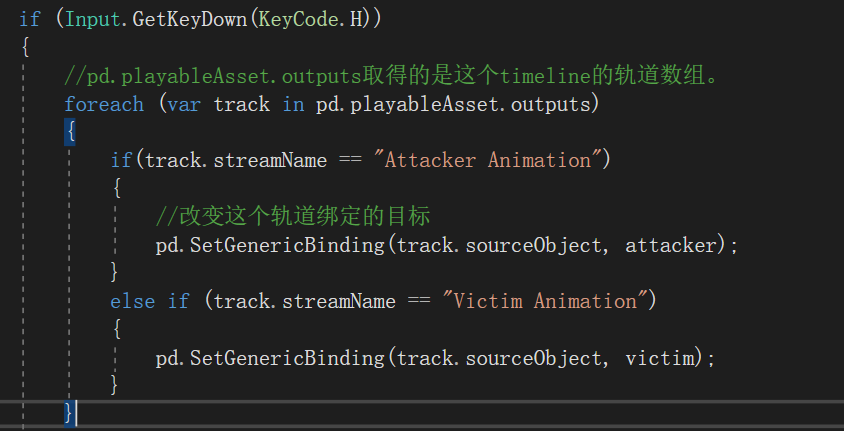 if (Input.GetKeyDown(KeyCode.H))
{
//pd.playableAsset.outputs取得的是这个timeline的轨道数组。
foreach (var track in pd.playableAsset.outputs)
{
if(track.streamName == "Attacker Animation")
{
//改变这个轨道绑定的目标
pd.SetGenericBinding(track.sourceObject, attacker);
}
else if (track.streamName == "Victim Animation")
{
pd.SetGenericBinding(track.sourceObject, victim);
}
}